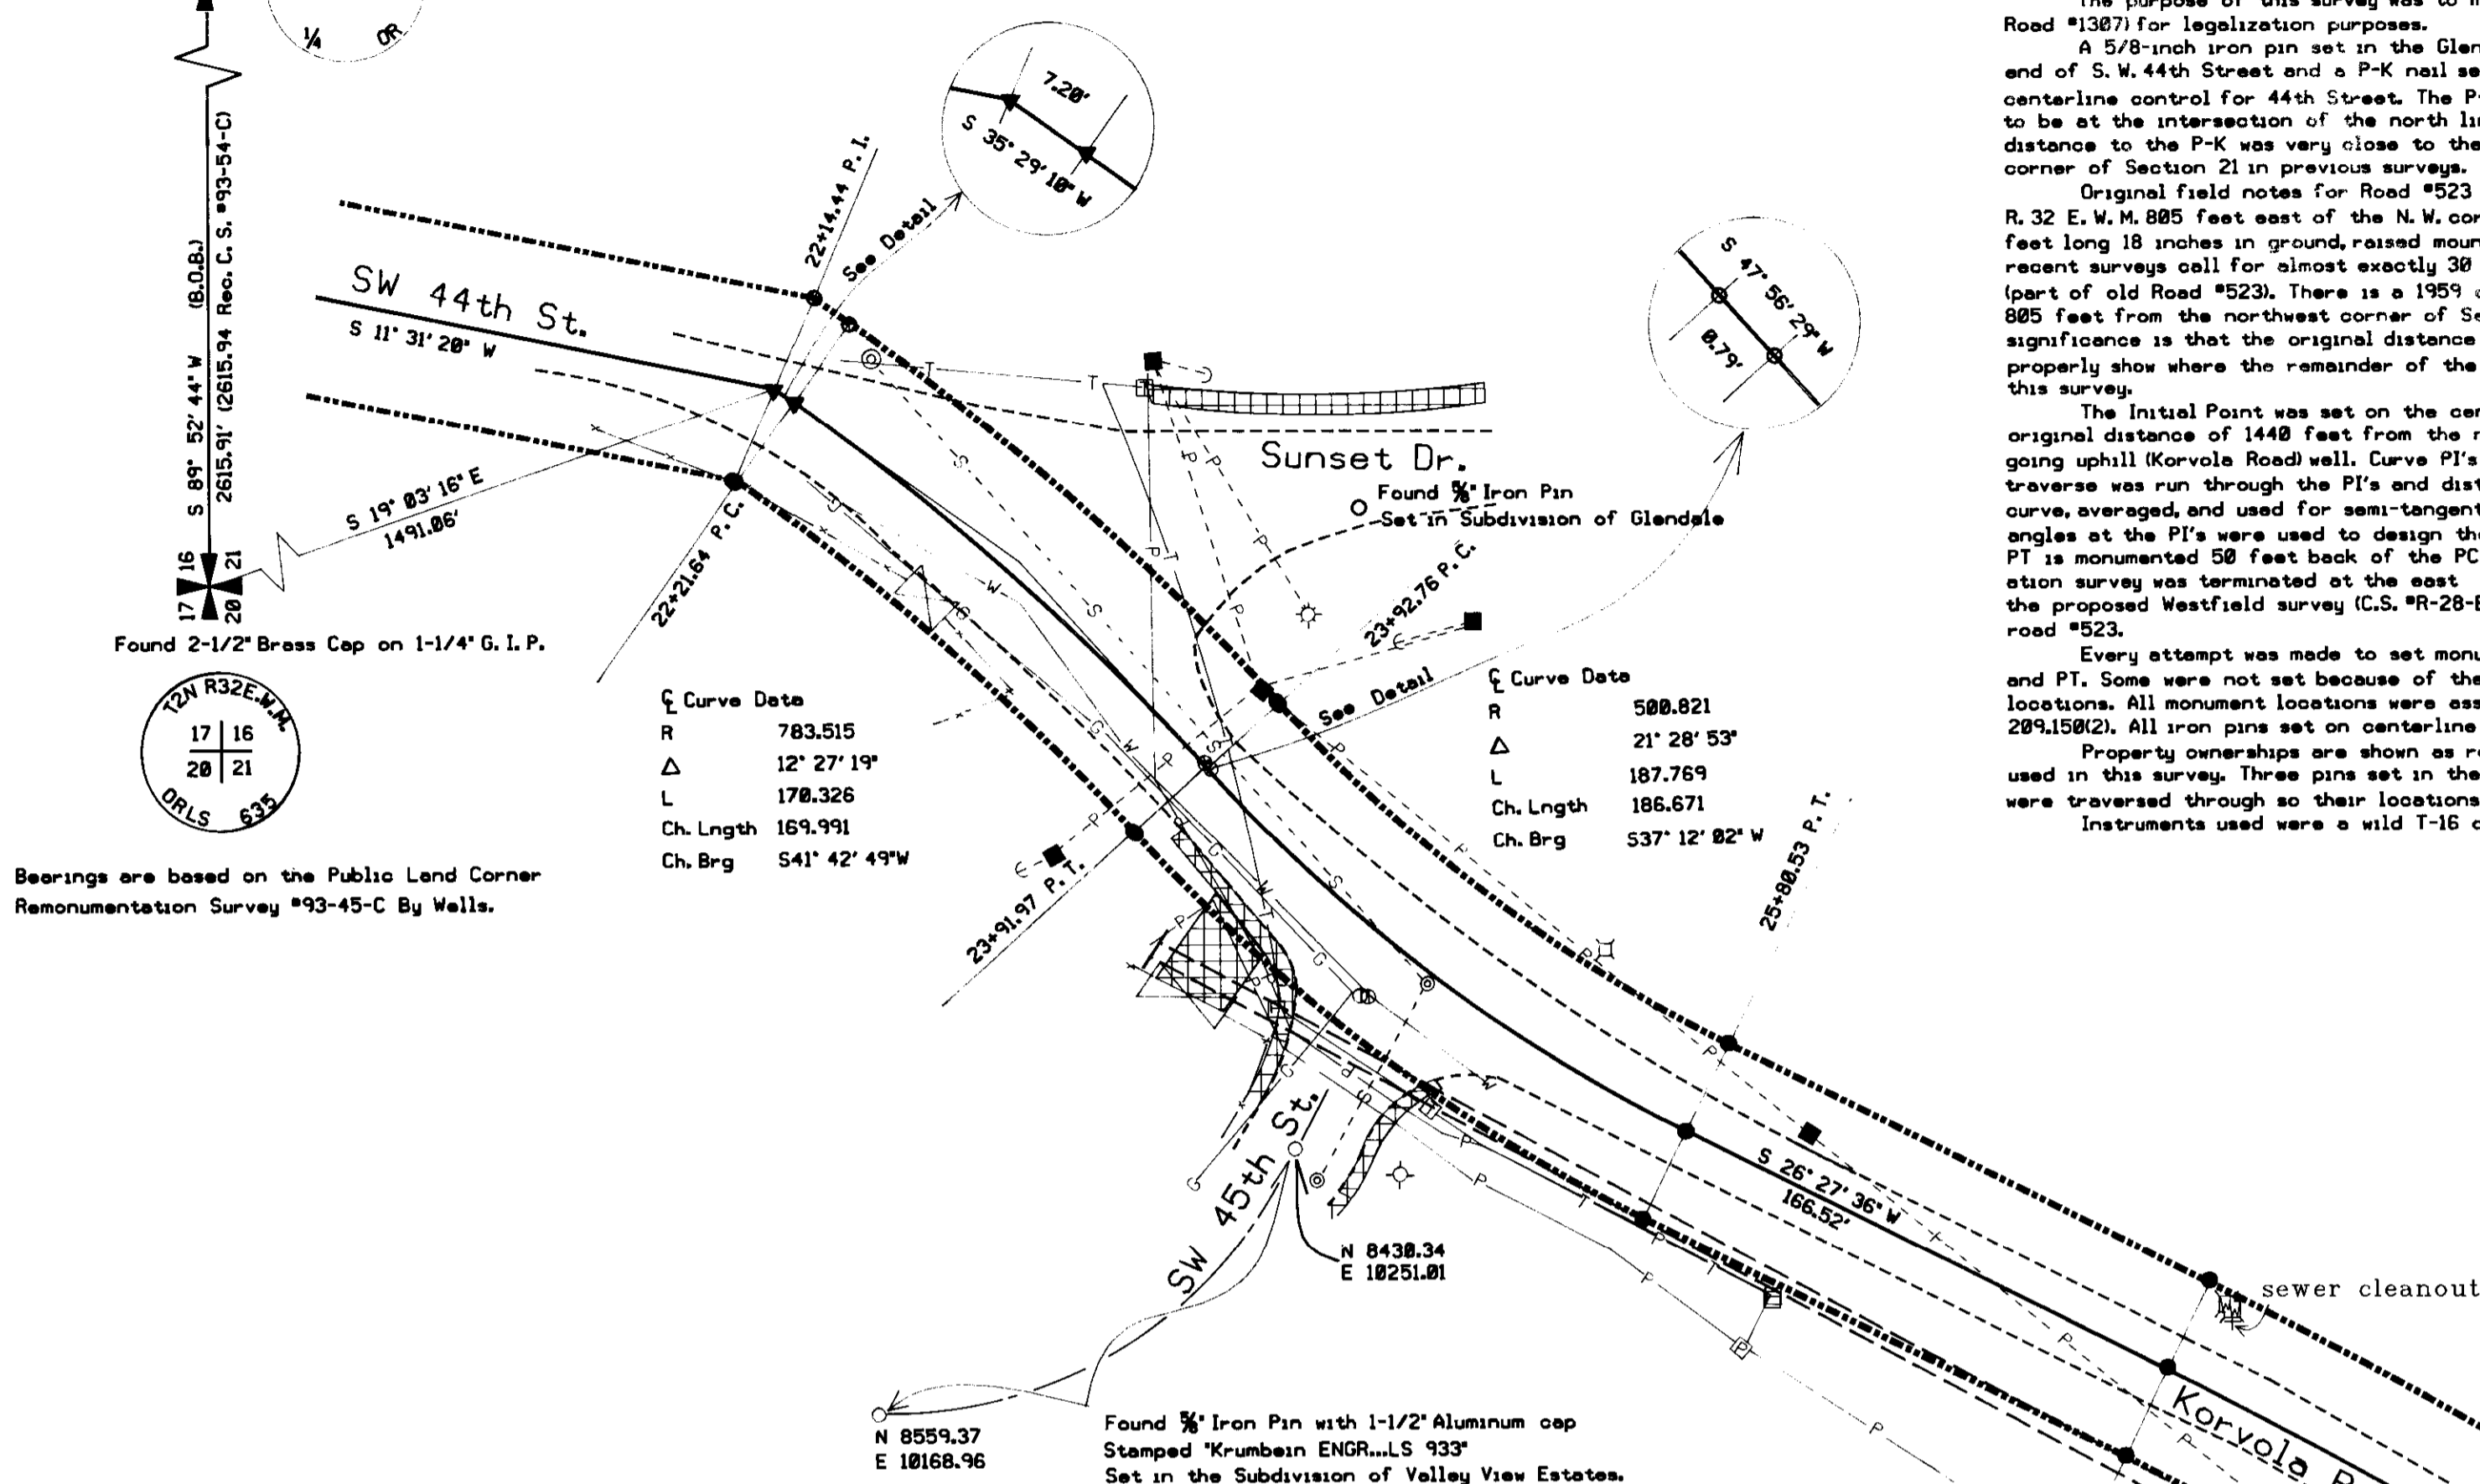 1/4 OR
S 89° 52' 44" W (B.O.B.)
2615.91' (2615.94 Rec. C. S. #93-54-C)
17 16
20 21
Found 2-1/2" Brass Cap on 1-1/4" G. I. P.
T2N R32E.W.M.
17 16
20 21
ORLS 635
Bearings are based on the Public Land Corner
Remonumentation Survey #93-45-C By Wells.
SW 44th St.
S 11° 31' 20" W
S 19° 03' 16" E
1491.06'
22+14.44 P. I.
See Detail
7.20'
S 35° 29' 10" W
22+21.64 P. C.
Sunset Dr.
Found 5/8" Iron Pin
Set in Subdivision of Glendale
23+92.76 P. C.
See Detail
S 47° 56' 29" W
0.79'
℄ Curve Data
R 783.515
△ 12° 27' 19"
L 170.326
Ch. Lngth 169.991
Ch. Brg S41° 42' 49"W
℄ Curve Data
R 500.821
△ 21° 28' 53"
L 187.769
Ch. Lngth 186.671
Ch. Brg S37° 12' 02" W
23+91.97 P. T.
25+80.53 P. T.
S 26° 27' 36" W
166.52'
SW 45th St.
N 8430.34
E 10251.01
N 8559.37
E 10168.96
Found 5/8" Iron Pin with 1-1/2" Aluminum cap
Stamped "Krumbein ENGR...LS 933"
Set in the Subdivision of Valley View Estates.
sewer cleanout
Korvola
The purpose of this survey was to
Road #1307) for legalization purposes.
A 5/8-inch iron pin set in the
end of S. W. 44th Street and a P-K nail
centerline control for 44th Street. The
to be at the intersection of the north
distance to the P-K was very close to the
corner of Section 21 in previous surveys.
Original field notes for Road #523
R. 32 E. W. M. 805 feet east of the N. W.
feet long 18 inches in ground, raised
recent surveys call for almost exactly 30
(part of old Road #523). There is a 1959
805 feet from the northwest corner of
significance is that the original distance
properly show where the remainder of the
this survey.
The Initial Point was set on the
original distance of 1440 feet from the
going uphill (Korvola Road) well. Curve PI's
traverse was run through the PI's and
curve, averaged, and used for semi-tangent
angles at the PI's were used to design
PT is monumented 50 feet back of the PC
ation survey was terminated at the east
the proposed Westfield survey (C.S. #R-28-
road #523.
Every attempt was made to set
and PT. Some were not set because of the
locations. All monument locations were
209.150(2). All iron pins set on centerline
Property ownerships are shown as
used in this survey. Three pins set in the
were traversed through so their locations
Instruments used were a wild T-16